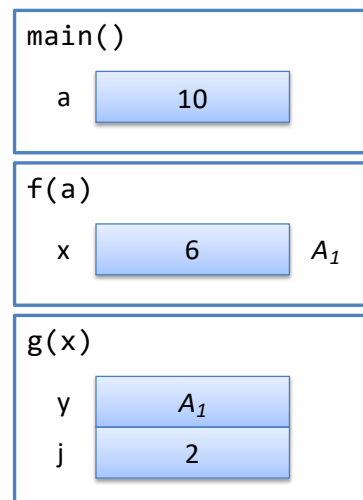 main()
a 10
f(a)
x 6 A₁
g(x)
y A₁
j 2